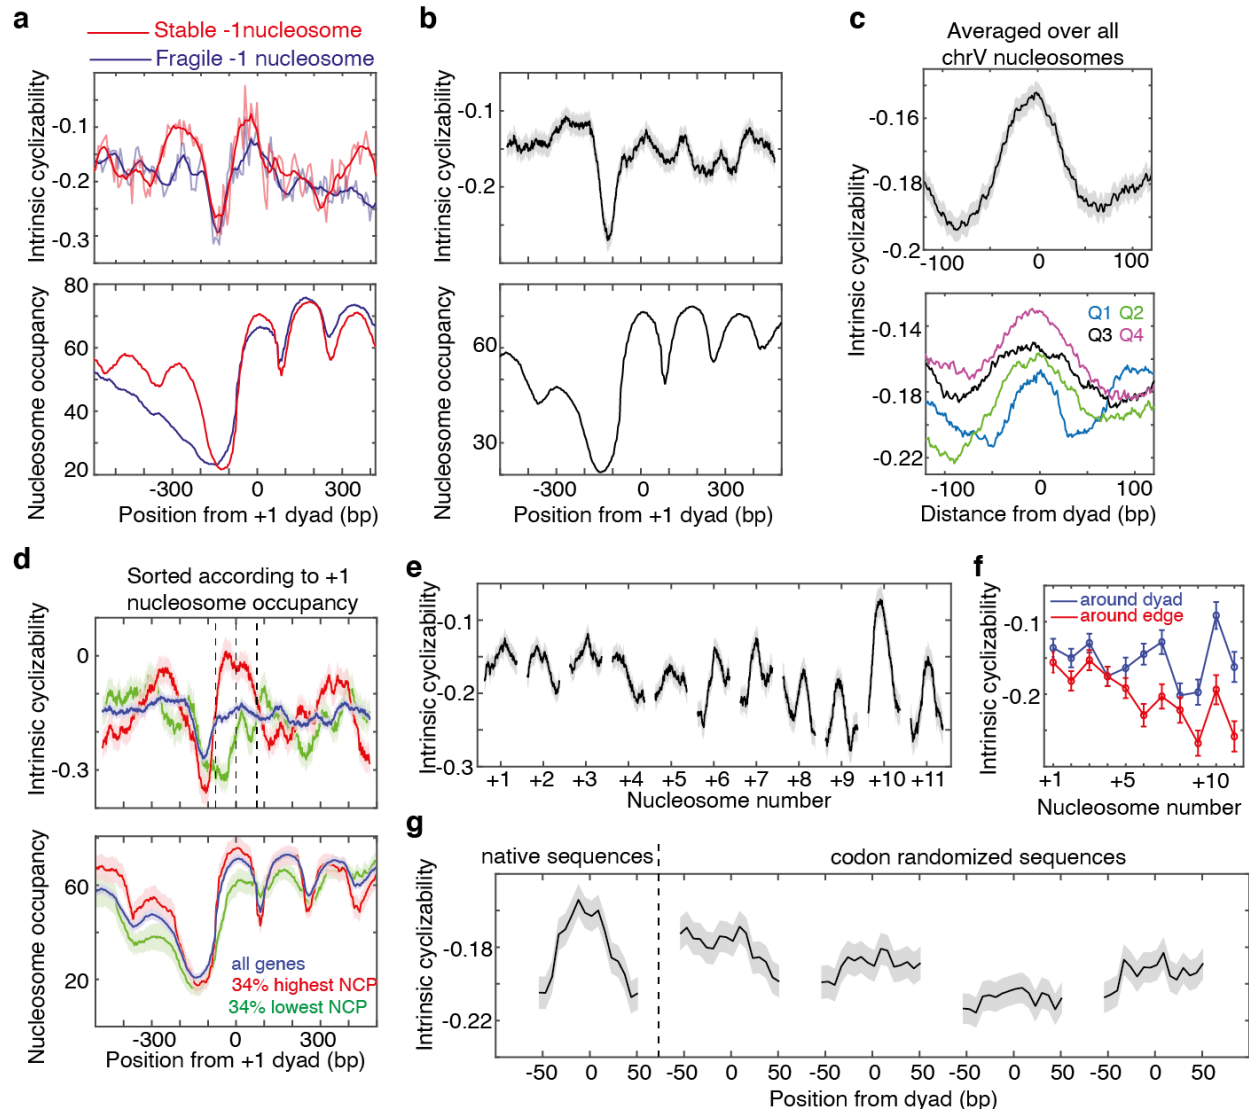 a
Stable -1nucleosome
Fragile -1 nucleosome
Intrinsic cyclizability
-0.1
-0.2
-0.3
Nucleosome occupancy
80
60
40
20
-300 0 300
Position from +1 dyad (bp)
b
Intrinsic cyclizability
-0.1
-0.2
Nucleosome occupancy
60
30
-300 0 300
Position from +1 dyad (bp)
c
Averaged over all
chrV nucleosomes
Intrinsic cyclizability
-0.16
-0.18
-0.2
-100 0 100
Q1 Q2
Q3 Q4
-0.14
-0.18
-0.22
-100 0 100
Distance from dyad (bp)
d
Sorted according to +1
nucleosome occupancy
Intrinsic cyclizability
0
-0.3
Nucleosome occupancy
60
20
all genes
34% highest NCP
34% lowest NCP
-300 0 300
Position from +1 dyad (bp)
e
Intrinsic cyclizability
-0.1
-0.2
-0.3
+1 +2 +3 +4 +5 +6 +7 +8 +9 +10 +11
Nucleosome number
f
Intrinsic cyclizability
around dyad
around edge
-0.1
-0.2
+1 +5 +10
Nucleosome number
g
native sequences
codon randomized sequences
Intrinsic cyclizability
-0.18
-0.22
-50 0 50 -50 0 50 -50 0 50 -50 0 50 -50 0 50
Position from dyad (bp)